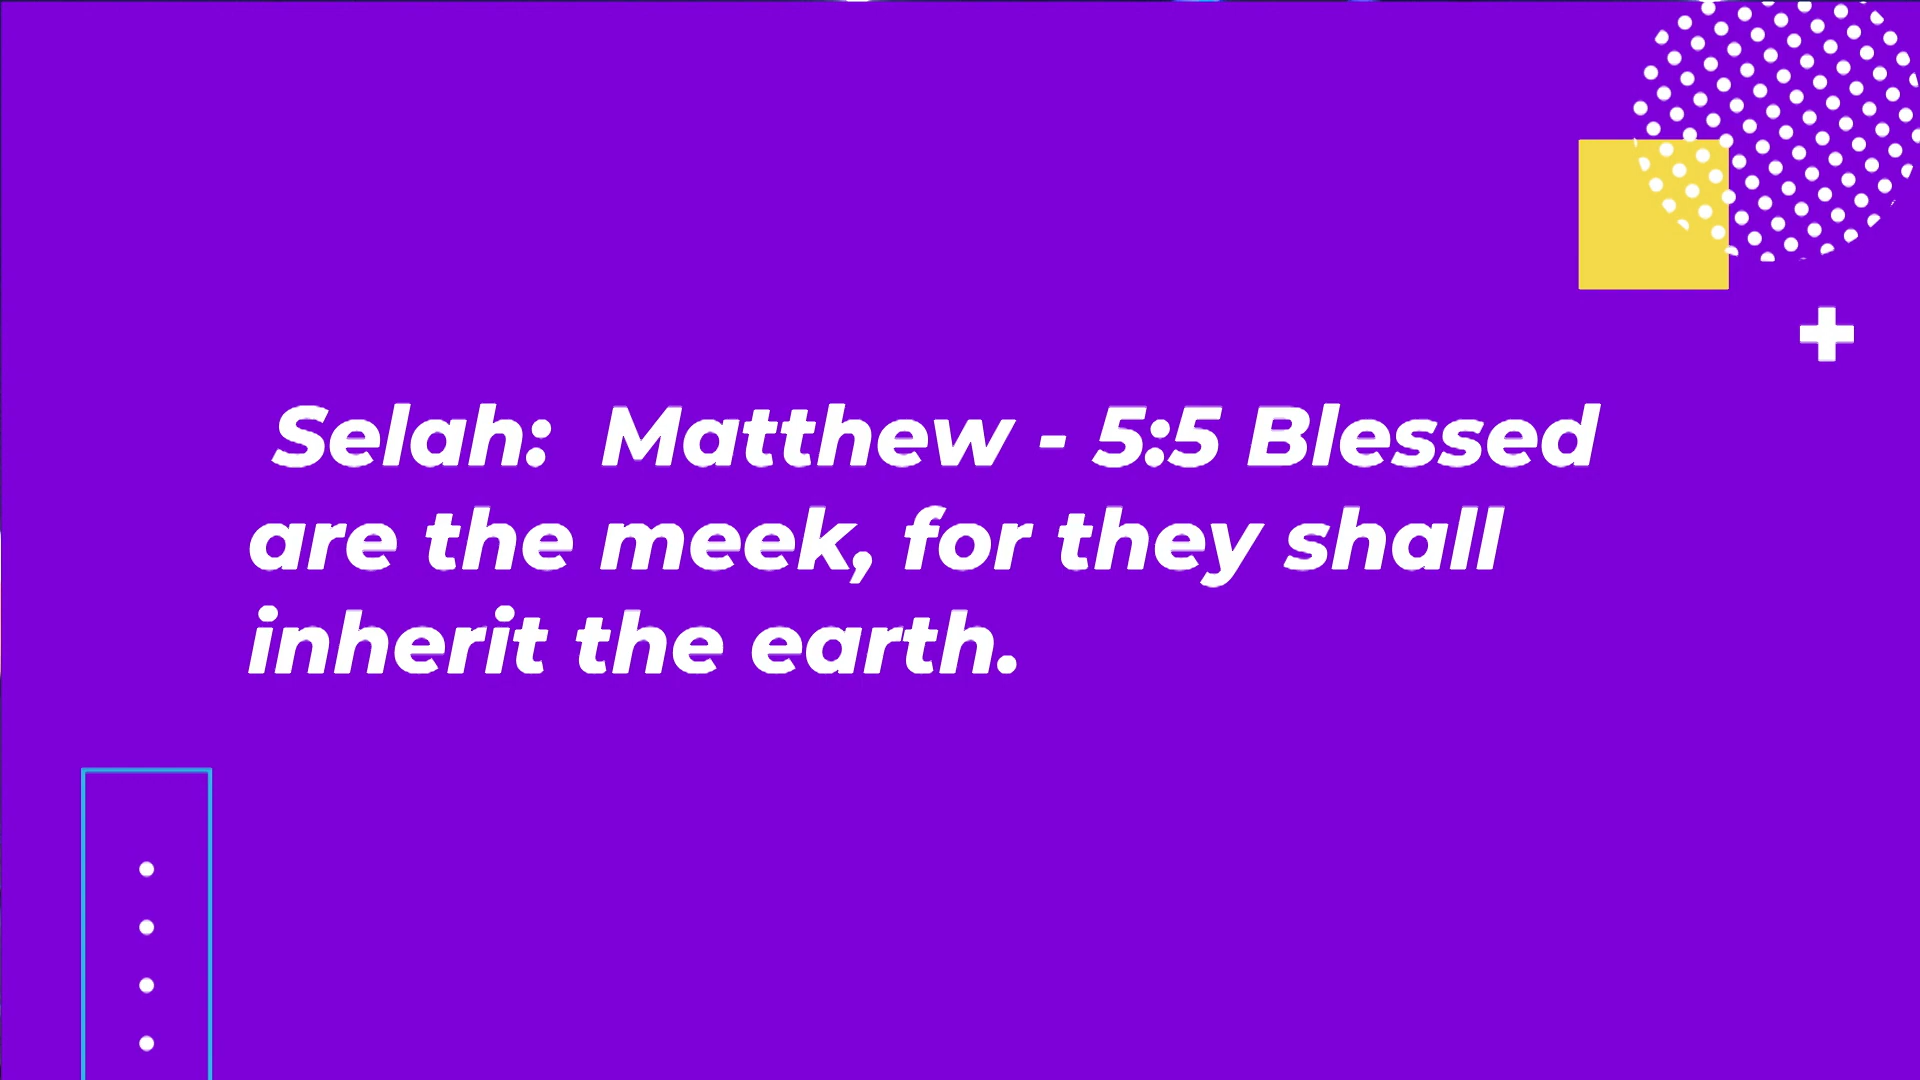 Selah:  Matthew - 5:5 Blessed
are the meek, for they shall
inherit the earth.